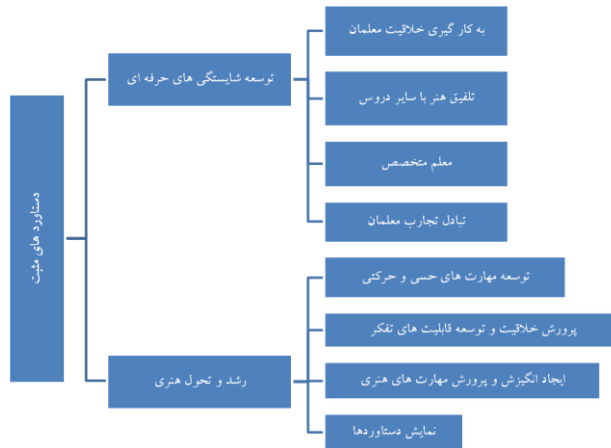 دستاورد های مثبت
توسعه شایستگی های حرفه ای
به کار گیری خلاقیت معلمان
تلفیق هنر با سایر دروس
معلم متخصص
تبادل تجارب معلمان
رشد و تحول هنری
توسعه مهارت های حسی و حرکتی
پرورش خلاقیت و توسعه قابلیت های تفکر
ایجاد انگیزش و پرورش مهارت های هنری
نمایش دستاوردها